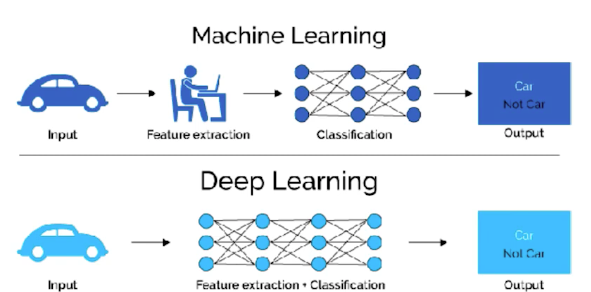 Machine Learning
Car
Not Car
Input
Feature extraction
Classification
Output
Deep Learning
Car
Not Car
Input
Feature extraction + Classification
Output